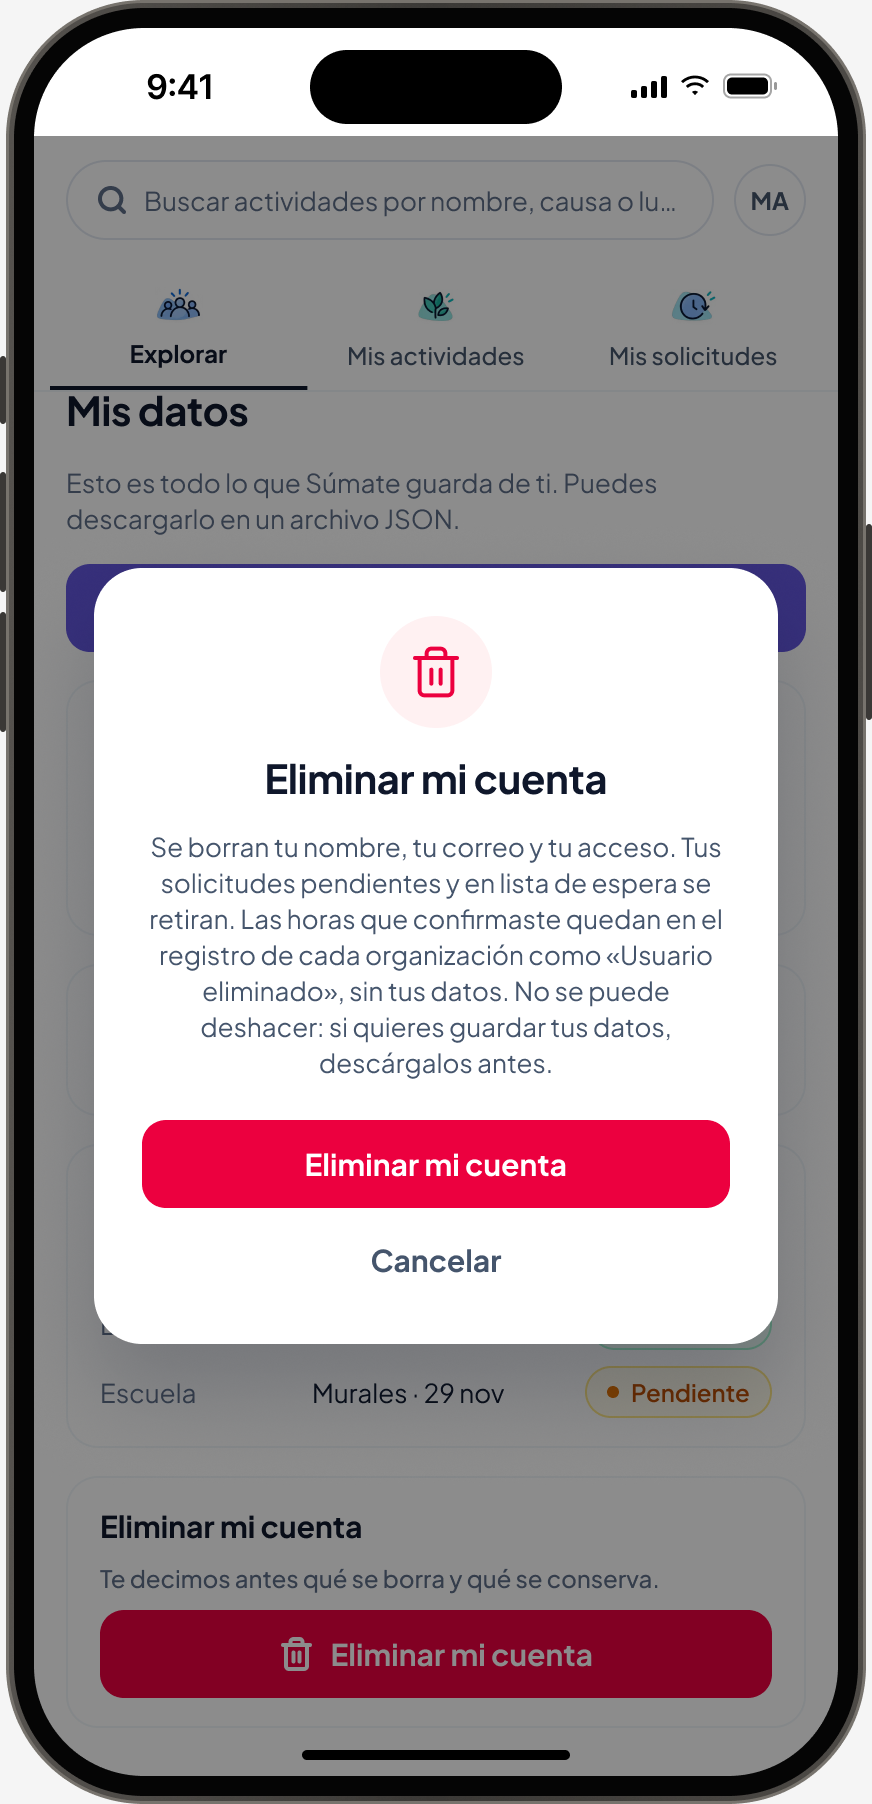 9:41
Buscar actividades por nombre, causa o lu...
MA
Explorar
Mis actividades
Mis solicitudes
Mis datos
Esto es todo lo que Súmate guarda de ti. Puedes
descargarlo en un archivo JSON.
Eliminar mi cuenta
Se borran tu nombre, tu correo y tu acceso. Tus
solicitudes pendientes y en lista de espera se
retiran. Las horas que confirmaste quedan en el
registro de cada organización como «Usuario
eliminado», sin tus datos. No se puede
deshacer: si quieres guardar tus datos,
descárgalos antes.
Eliminar mi cuenta
Cancelar
Escuela
Murales · 29 nov
Pendiente
Eliminar mi cuenta
Te decimos antes qué se borra y qué se conserva.
Eliminar mi cuenta